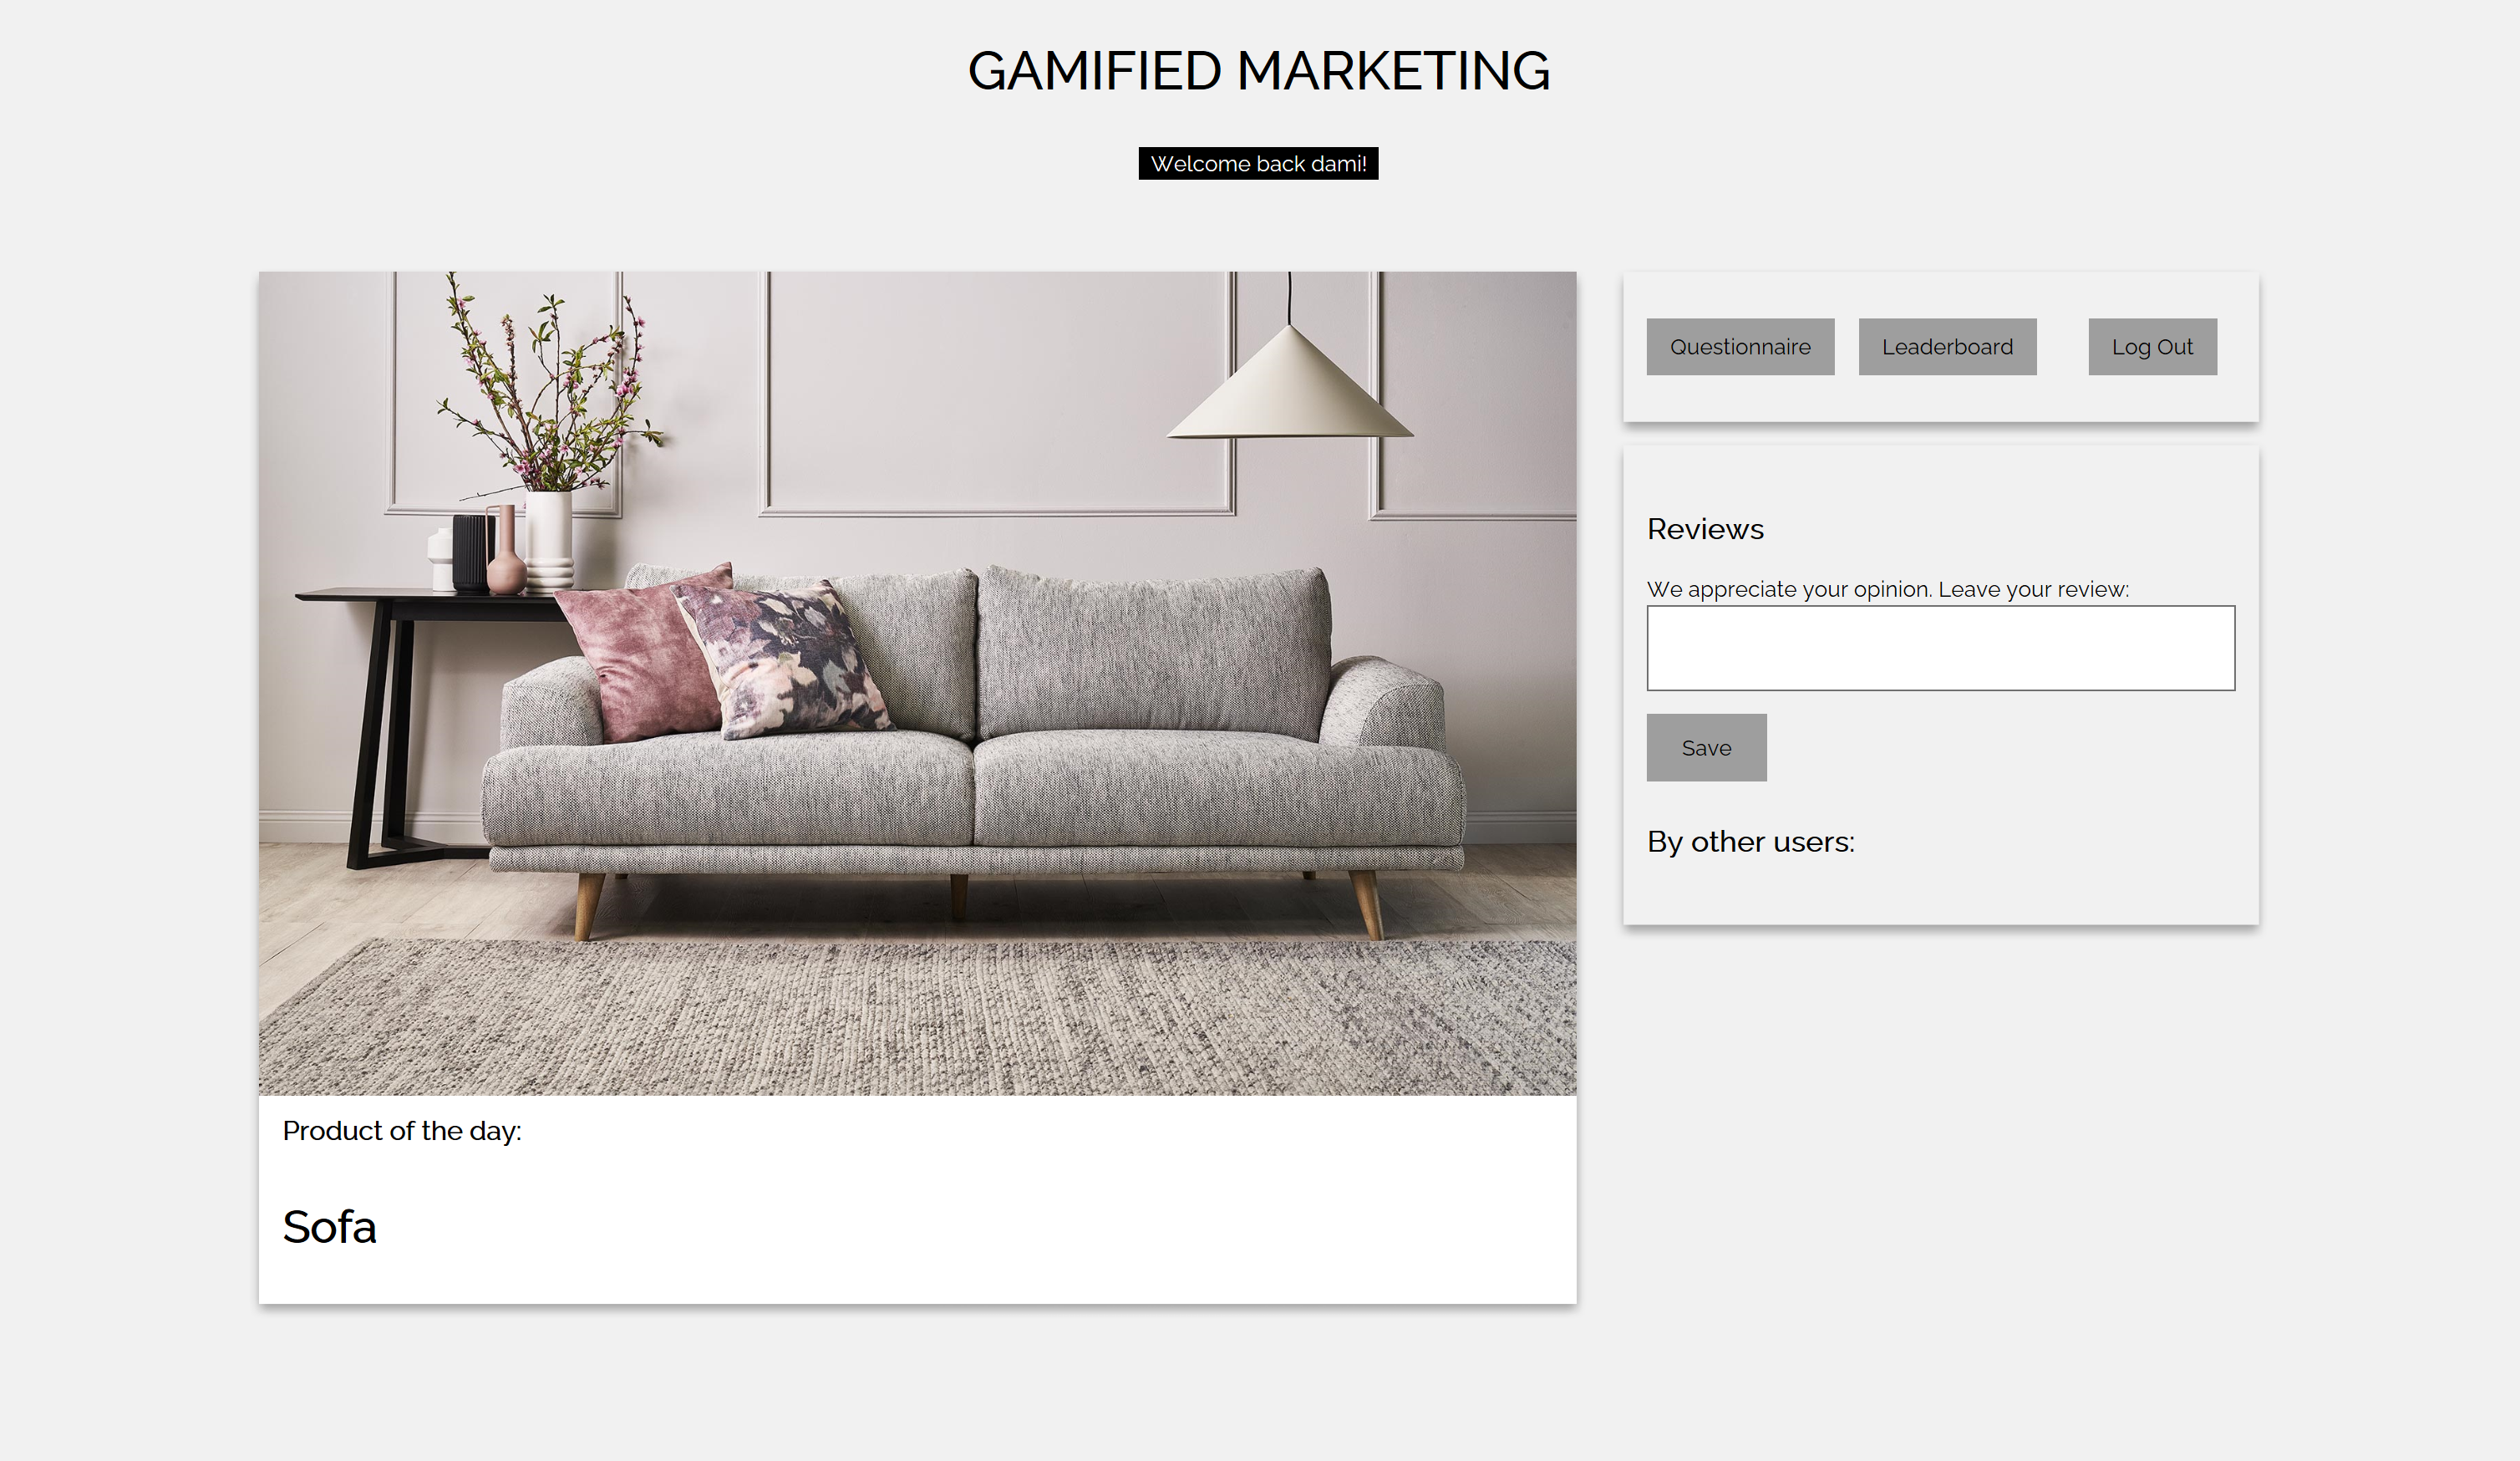 GAMIFIED MARKETING
Welcome back dami!
Questionnaire
Leaderboard
Log Out
Reviews
We appreciate your opinion. Leave your review:
Save
By other users:
Product of the day:
Sofa